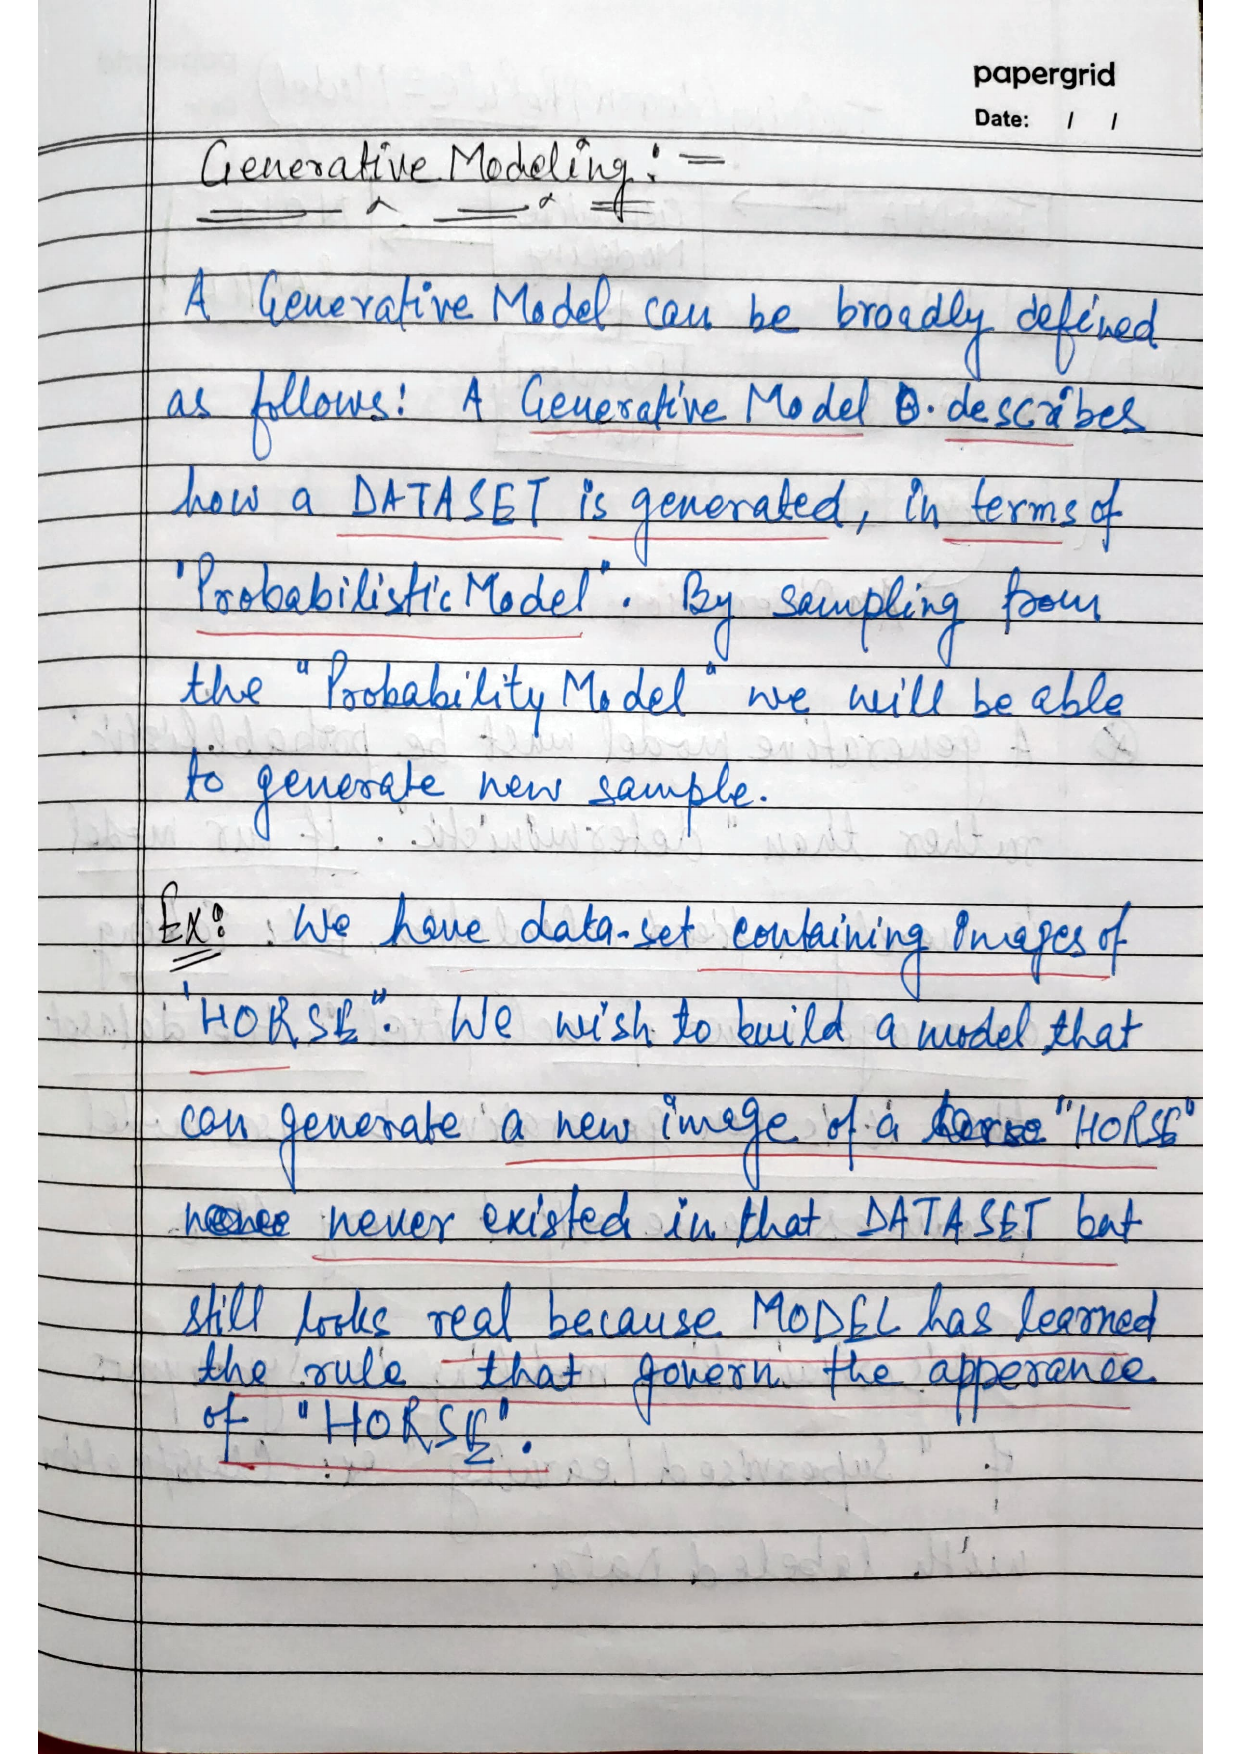 papergrid
Date: / /
Generative Modeling: =
A Generative Model can be broadly defined
as follows: A Generative Model describes
how a DATASET is generated, in terms of
"Probabilistic Model". By sampling from
the "Probability Model" we will be able
to generate new sample.
Ex: We have data-set containing images of
"HORSE". We wish to build a model that
can generate a new image of a horse "HORSE"
never existed in that DATASET but
still looks real because MODEL has learned
the rule that govern the apperance
of "HORSE".